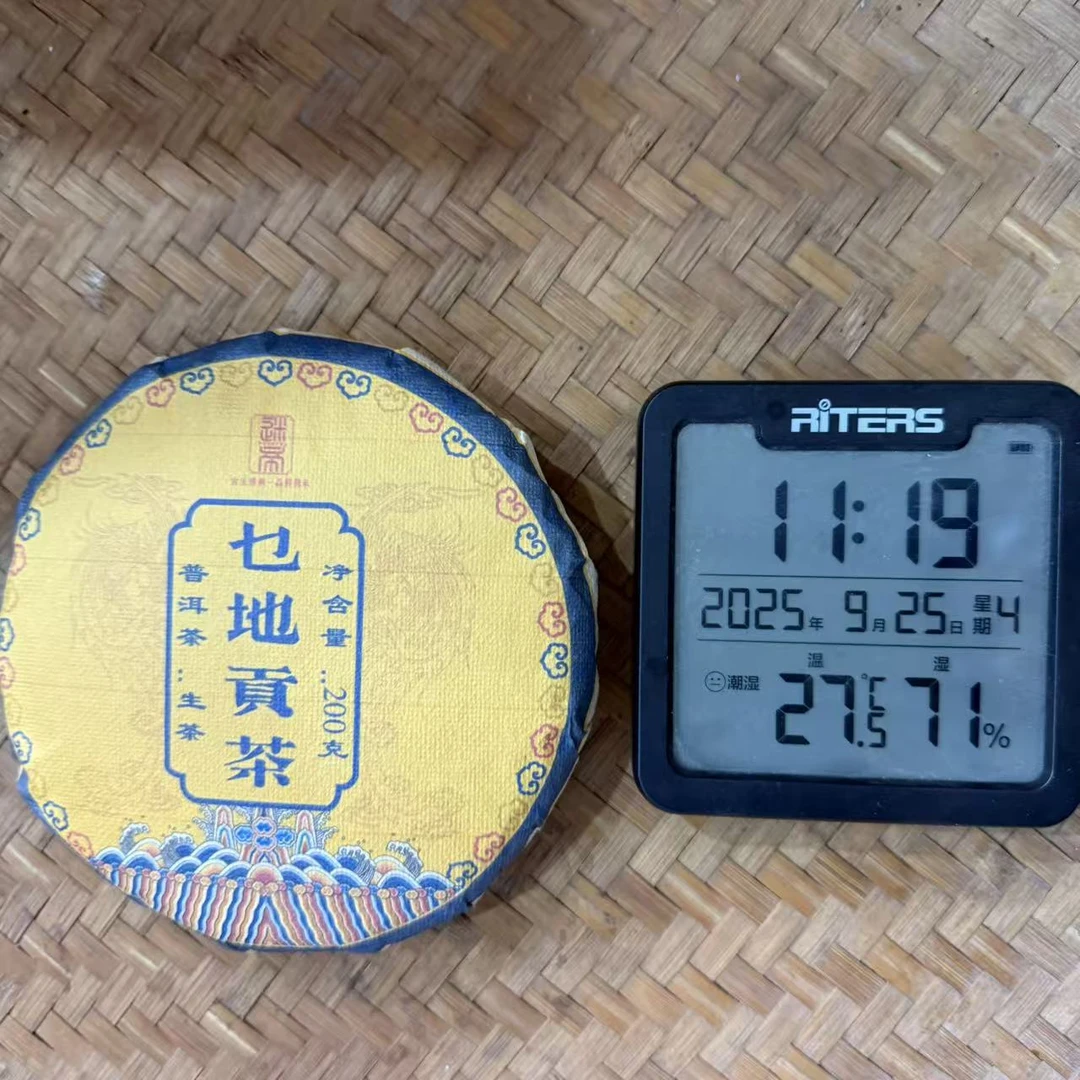 七地貢茶
净含量:200克
普洱茶:生茶
RITERS
11:19
2025年 9月25日 星期4
温 湿
潮湿 27.5℃ 71%